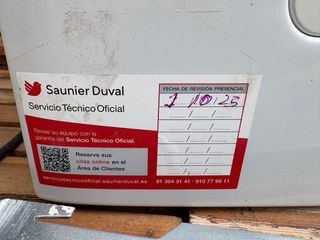 Saunier Duval
Servicio Técnico Oficial
Revise su equipo con la
garantía del Servicio Técnico Oficial.
Reserve sus
citas online en el
Área de Clientes
serviciotecnicooficial.saunierduval.es
FECHA DE REVISIÓN PRESENCIAL
1 / 10 / 25
/ /
/ /
/ /
/ /
/ /
/ /
91 304 31 41 - 910 77 99 11